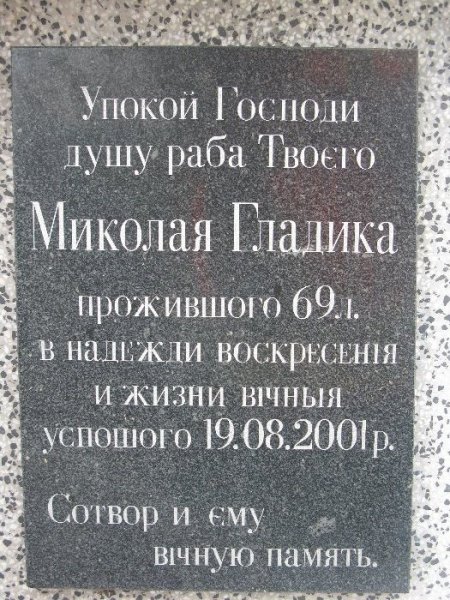 Упокой Господи
душу раба Твоєго
Миколая Гладика
прожившого 69л.
в надежди воскресенія
и жизни вічныя
успошого 19.08.2001р.
Сотвор и єму
вічную память.